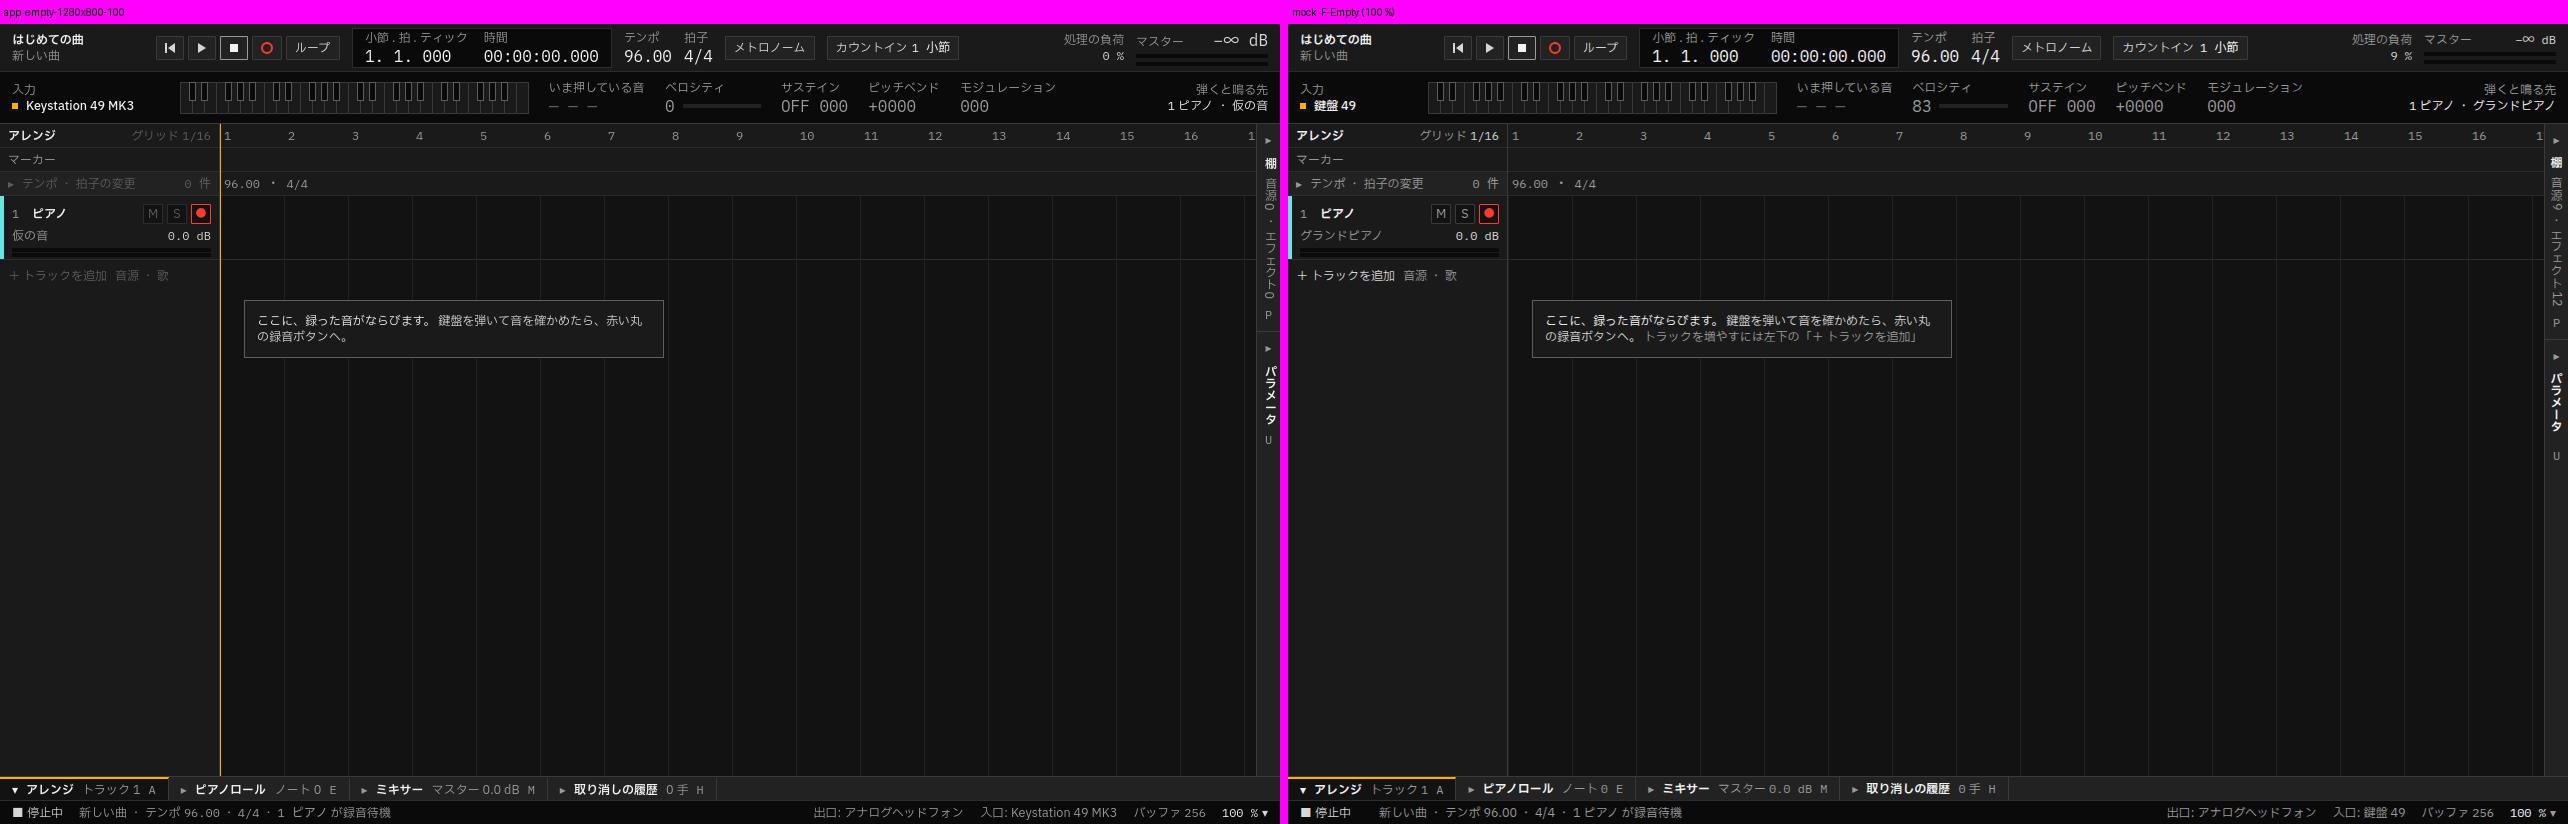 app empty-1280x800-100
はじめての曲
新しい曲
ループ
小節.拍.ティック 時間
1. 1. 000 00:00:00.000
テンポ 拍子
96.00 4/4
メトロノーム
カウントイン 1 小節
処理の負荷
0 %
マスター -∞ dB
入力
Keystation 49 MK3
いま押している音
— — —
ベロシティ
0
サステイン
OFF 000
ピッチベンド
+0000
モジュレーション
000
弾くと鳴る先
1 ピアノ · 仮の音
アレンジ グリッド 1/16
1 2 3 4 5 6 7 8 9 10 11 12 13 14 15 16 1
マーカー
▸ テンポ · 拍子の変更 0 件
96.00 · 4/4
1 ピアノ M S
仮の音 0.0 dB
+ トラックを追加 音源 · 歌
ここに、録った音がならびます。 鍵盤を弾いて音を確かめたら、赤い丸
の録音ボタンへ。
▸ 棚 音源 0 · エフェクト 0 P
▸ パラメータ U
▾ アレンジ トラック 1 A
▸ ピアノロール ノート 0 E
▸ ミキサー マスター 0.0 dB M
▸ 取り消しの履歴 0 手 H
■ 停止中 新しい曲 · テンポ 96.00 · 4/4 · 1 ピアノ が録音待機
出口: アナログヘッドフォン 入口: Keystation 49 MK3 バッファ 256 100 % ▾
mock F-Empty (100 %)
はじめての曲
新しい曲
ループ
小節.拍.ティック 時間
1. 1. 000 00:00:00.000
テンポ 拍子
96.00 4/4
メトロノーム
カウントイン 1 小節
処理の負荷
9 %
マスター -∞ dB
入力
鍵盤 49
いま押している音
— — —
ベロシティ
83
サステイン
OFF 000
ピッチベンド
+0000
モジュレーション
000
弾くと鳴る先
1 ピアノ · グランドピアノ
アレンジ グリッド 1/16
1 2 3 4 5 6 7 8 9 10 11 12 13 14 15 16 1
マーカー
▸ テンポ · 拍子の変更 0 件
96.00 · 4/4
1 ピアノ M S
グランドピアノ 0.0 dB
+ トラックを追加 音源 · 歌
ここに、録った音がならびます。 鍵盤を弾いて音を確かめたら、赤い丸
の録音ボタンへ。 トラックを増やすには左下の「+ トラックを追加」
▸ 棚 音源 9 · エフェクト 12 P
▸ パラメータ U
▾ アレンジ トラック 1 A
▸ ピアノロール ノート 0 E
▸ ミキサー マスター 0.0 dB M
▸ 取り消しの履歴 0 手 H
■ 停止中 新しい曲 · テンポ 96.00 · 4/4 · 1 ピアノ が録音待機
出口: アナログヘッドフォン 入口: 鍵盤 49 バッファ 256 100 % ▾